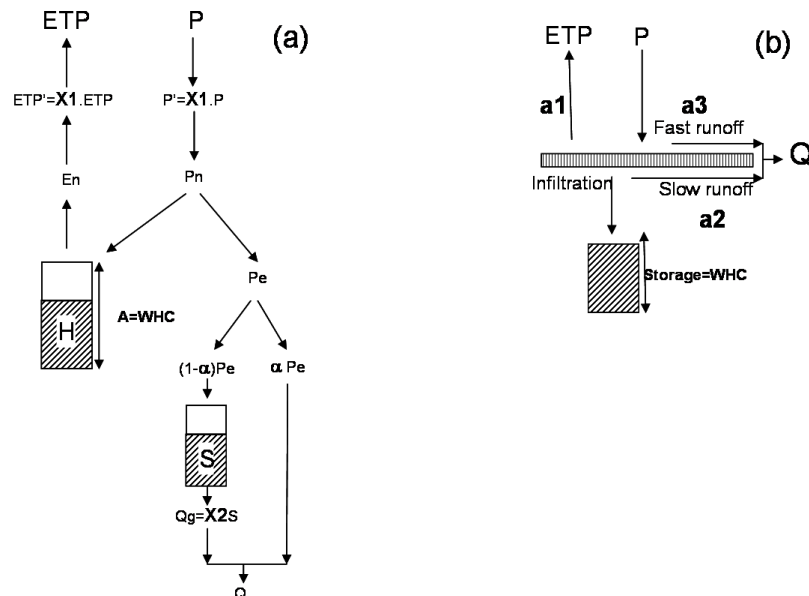 ETP
P
(a)
ETP'=X1.ETP
P'=X1.P
En
Pn
Pe
H
A=WHC
(1-α)Pe
α Pe
S
Qg=X2S
Q
(b)
ETP
P
a1
a3
Fast runoff
Q
Infiltration
Slow runoff
a2
Storage=WHC